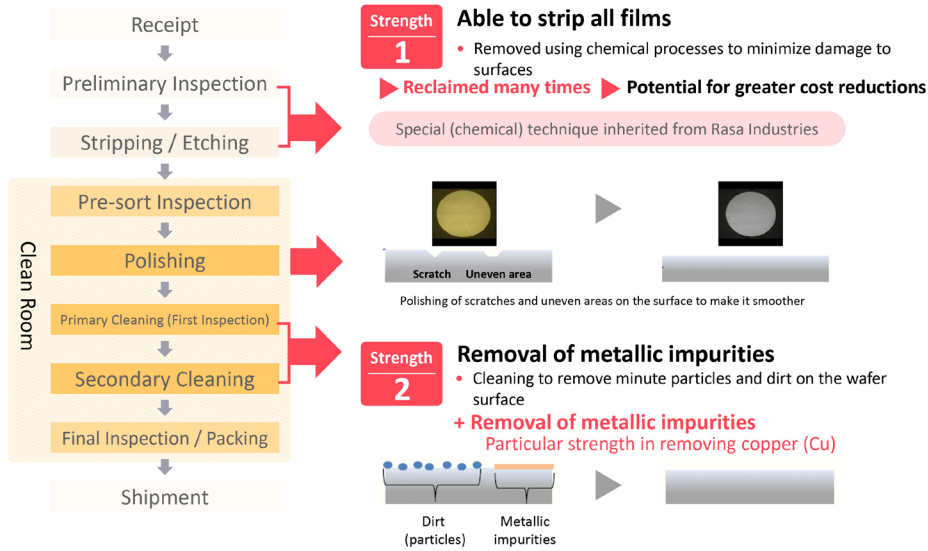 Receipt
Preliminary Inspection
Stripping / Etching
Clean Room
Pre-sort Inspection
Polishing
Primary Cleaning (First Inspection)
Secondary Cleaning
Final Inspection / Packing
Shipment
Strength
1
Able to strip all films
• Removed using chemical processes to minimize damage to
surfaces
Reclaimed many times
Potential for greater cost reductions
Special (chemical) technique inherited from Rasa Industries
Scratch
Uneven area
Polishing of scratches and uneven areas on the surface to make it smoother
Strength
2
Removal of metallic impurities
• Cleaning to remove minute particles and dirt on the wafer
surface
+ Removal of metallic impurities
Particular strength in removing copper (Cu)
Dirt
(particles)
Metallic
impurities